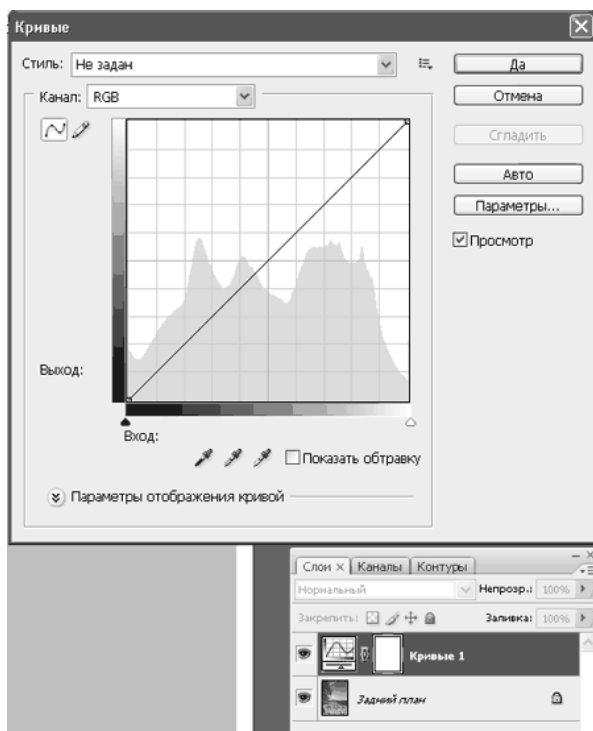 Кривые
Стиль: Не задан
Да
Канал: RGB
Отмена
Сгладить
Авто
Параметры...
Просмотр
Выход:
Вход:
Показать обтравку
Параметры отображения кривой
Слои × Каналы Контуры
Нормальный Непрозр.: 100%
Закрепить: Заливка: 100%
Кривые 1
Задний план